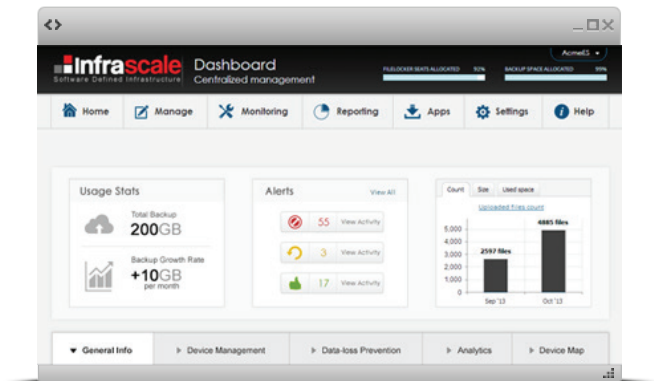 Infrascale
Software Defined Infrastructure
Dashboard
Centralized management
FILELOCKER SEATS ALLOCATED 92%
BACKUP SPACE ALLOCATED 99%
AcmeES
Home Manage Monitoring Reporting Apps Settings Help
Usage Stats
Total Backup
200GB
Backup Growth Rate
+10GB
per month
Alerts View All
55 View Activity
3 View Activity
17 View Activity
Count Size Used space
Uploaded files count
4885 files
2597 files
5,000
4,000
3,000
2,000
1,000
0
Sep '13 Oct '13
General Info Device Management Data-loss Prevention Analytics Device Map